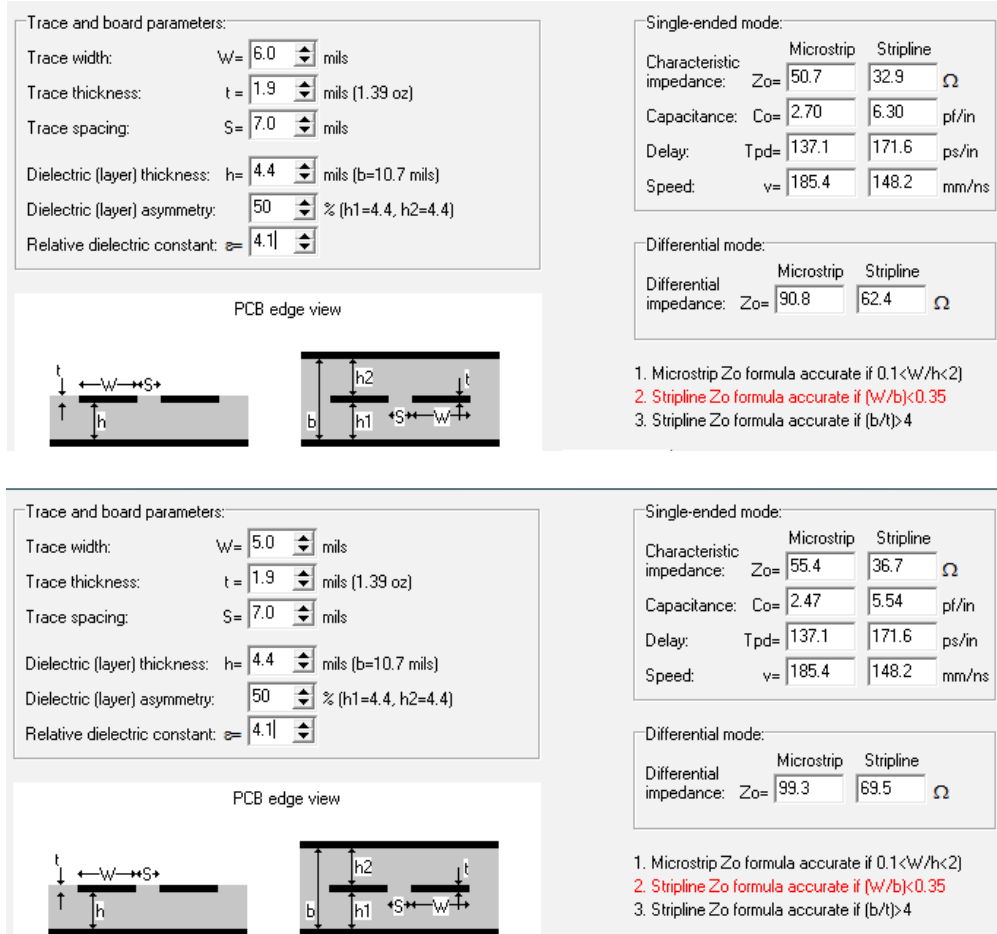 Trace and board parameters:
Trace width: W= 6.0 mils
Trace thickness: t = 1.9 mils (1.39 oz)
Trace spacing: S= 7.0 mils
Dielectric (layer) thickness: h= 4.4 mils (b=10.7 mils)
Dielectric (layer) asymmetry: 50 % (h1=4.4, h2=4.4)
Relative dielectric constant: ε= 4.1
PCB edge view
t W S h
h2 t b h1 S W
Single-ended mode:
Microstrip Stripline
Characteristic
impedance: Zo= 50.7 32.9 Ω
Capacitance: Co= 2.70 6.30 pf/in
Delay: Tpd= 137.1 171.6 ps/in
Speed: v= 185.4 148.2 mm/ns
Differential mode:
Microstrip Stripline
Differential
impedance: Zo= 90.8 62.4 Ω
1. Microstrip Zo formula accurate if 0.1<W/h<2)
2. Stripline Zo formula accurate if (W/b)<0.35
3. Stripline Zo formula accurate if (b/t)>4
Trace and board parameters:
Trace width: W= 5.0 mils
Trace thickness: t = 1.9 mils (1.39 oz)
Trace spacing: S= 7.0 mils
Dielectric (layer) thickness: h= 4.4 mils (b=10.7 mils)
Dielectric (layer) asymmetry: 50 % (h1=4.4, h2=4.4)
Relative dielectric constant: ε= 4.1
PCB edge view
t W S h
h2 t b h1 S W
Single-ended mode:
Microstrip Stripline
Characteristic
impedance: Zo= 55.4 36.7 Ω
Capacitance: Co= 2.47 5.54 pf/in
Delay: Tpd= 137.1 171.6 ps/in
Speed: v= 185.4 148.2 mm/ns
Differential mode:
Microstrip Stripline
Differential
impedance: Zo= 99.3 69.5 Ω
1. Microstrip Zo formula accurate if 0.1<W/h<2)
2. Stripline Zo formula accurate if (W/b)<0.35
3. Stripline Zo formula accurate if (b/t)>4